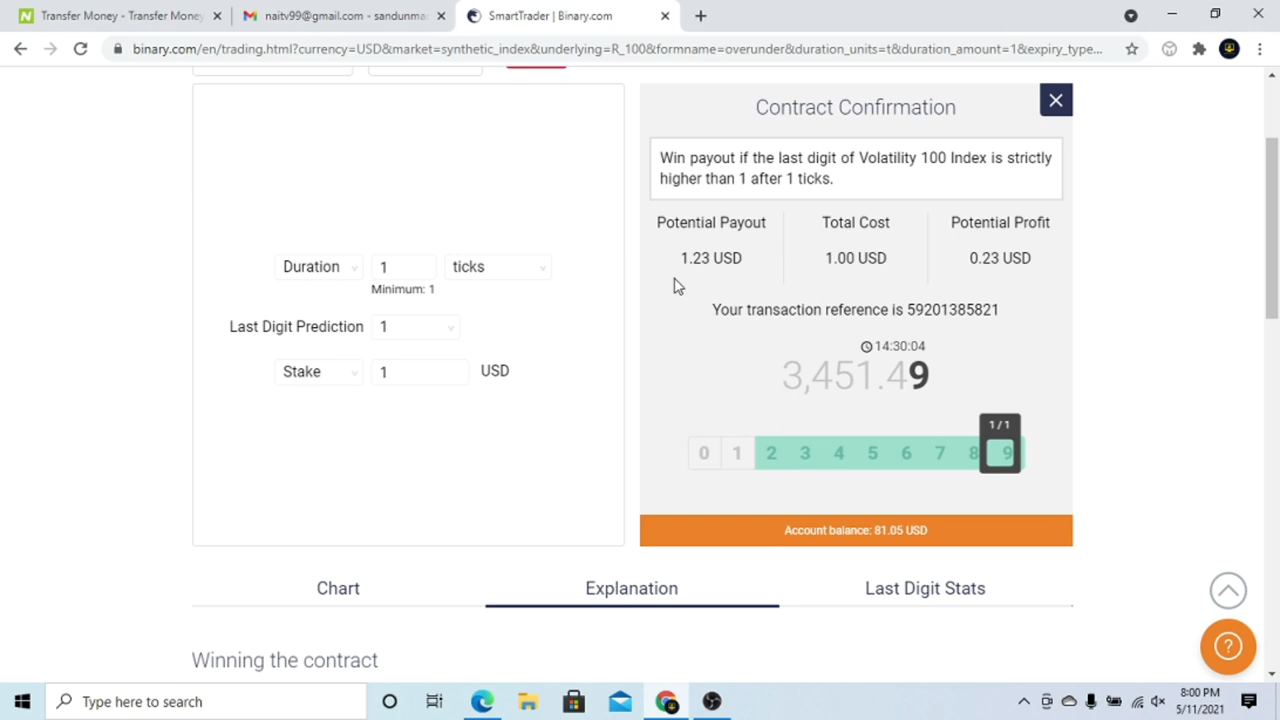 Transfer Money - Transfer Money
naitv99@gmail.com - sandunma
SmartTrader | Binary.com
binary.com/en/trading.html?currency=USD&market=synthetic_index&underlying=R_100&formname=overunder&duration_units=t&duration_amount=1&expiry_type...
Contract Confirmation
Win payout if the last digit of Volatility 100 Index is strictly
higher than 1 after 1 ticks.
Potential Payout Total Cost Potential Profit
1.23 USD 1.00 USD 0.23 USD
Duration 1 ticks
Minimum: 1
Last Digit Prediction 1
Stake 1 USD
Your transaction reference is 59201385821
14:30:04
3,451.49
1 / 1
0 1 2 3 4 5 6 7 8 9
Account balance: 81.05 USD
Chart Explanation Last Digit Stats
Winning the contract
Type here to search
8:00 PM
5/11/2021